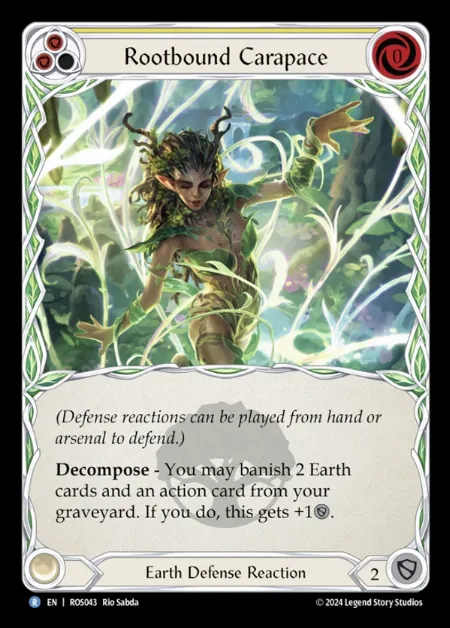 Rootbound Carapace
0
(Defense reactions can be played from hand or
arsenal to defend.)
Decompose - You may banish 2 Earth
cards and an action card from your
graveyard. If you do, this gets +1.
Earth Defense Reaction
2
R EN | ROS043 Rio Sabda
© 2024 Legend Story Studios